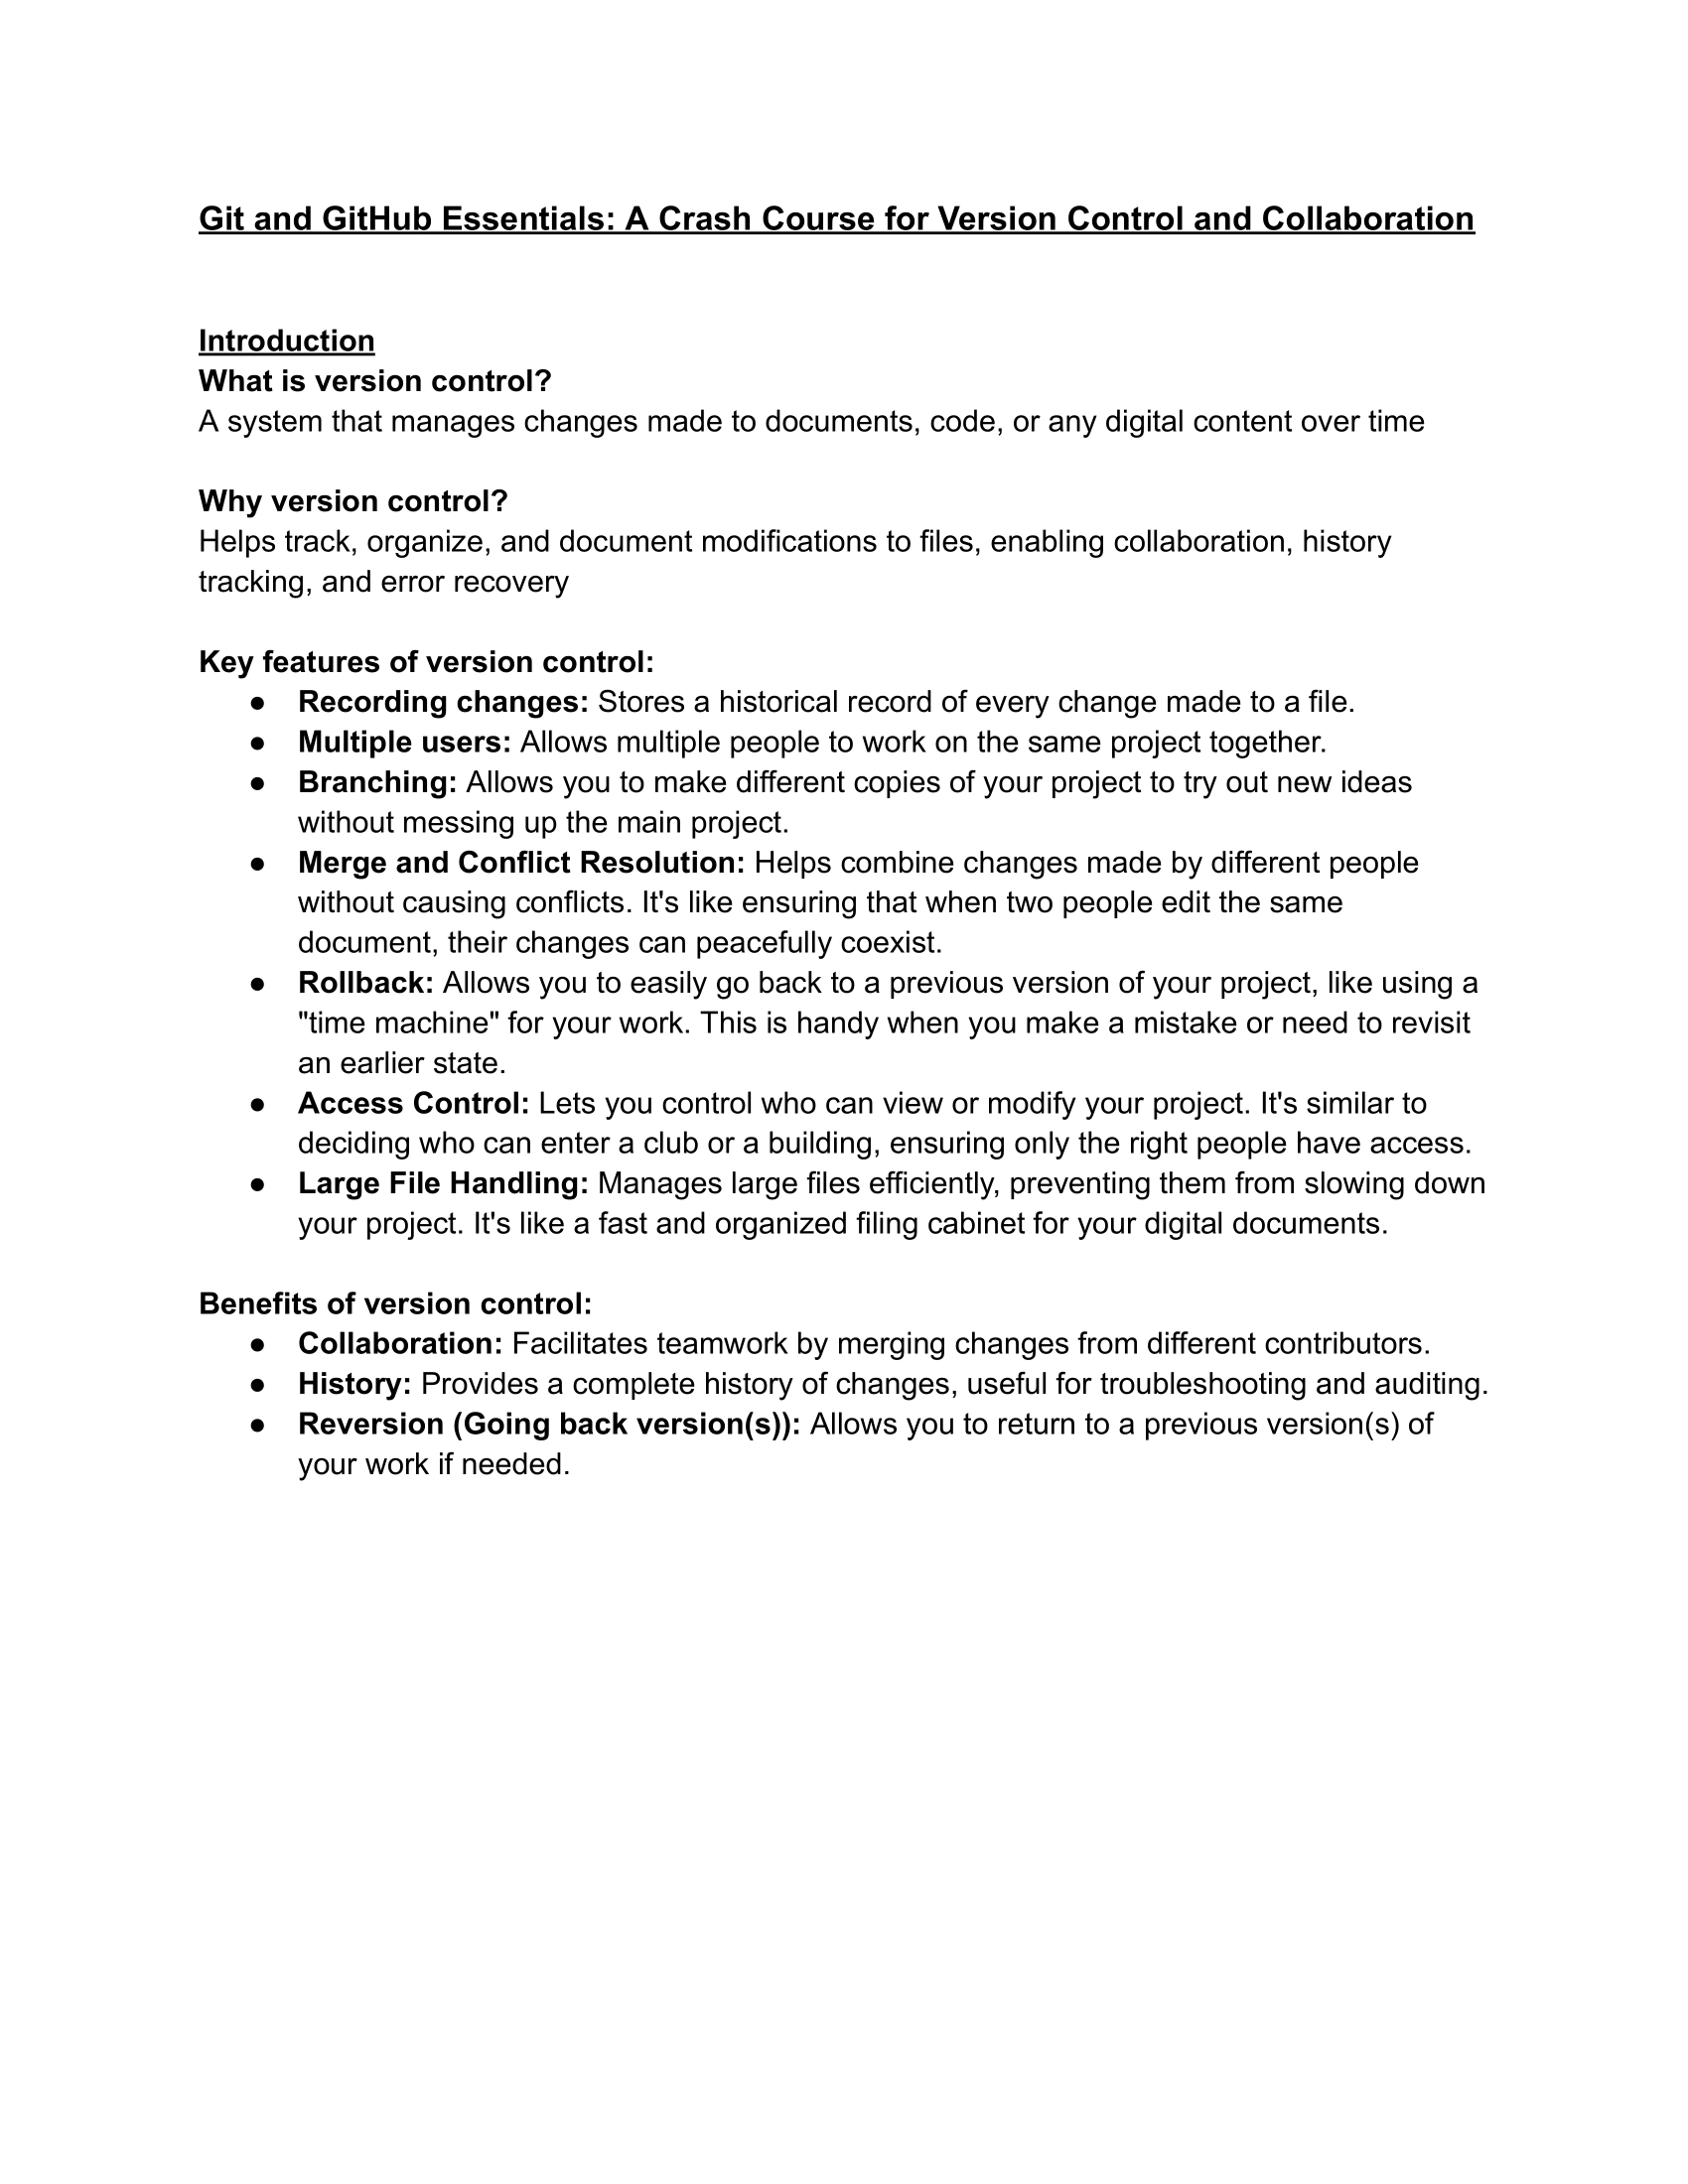 Git and GitHub Essentials: A Crash Course for Version Control and Collaboration
Introduction
What is version control?
A system that manages changes made to documents, code, or any digital content over time
Why version control?
Helps track, organize, and document modifications to files, enabling collaboration, history
tracking, and error recovery
Key features of version control:
● Recording changes: Stores a historical record of every change made to a file.
● Multiple users: Allows multiple people to work on the same project together.
● Branching: Allows you to make different copies of your project to try out new ideas
without messing up the main project.
● Merge and Conflict Resolution: Helps combine changes made by different people
without causing conflicts. It's like ensuring that when two people edit the same
document, their changes can peacefully coexist.
● Rollback: Allows you to easily go back to a previous version of your project, like using a
"time machine" for your work. This is handy when you make a mistake or need to revisit
an earlier state.
● Access Control: Lets you control who can view or modify your project. It's similar to
deciding who can enter a club or a building, ensuring only the right people have access.
● Large File Handling: Manages large files efficiently, preventing them from slowing down
your project. It's like a fast and organized filing cabinet for your digital documents.
Benefits of version control:
● Collaboration: Facilitates teamwork by merging changes from different contributors.
● History: Provides a complete history of changes, useful for troubleshooting and auditing.
● Reversion (Going back version(s)): Allows you to return to a previous version(s) of
your work if needed.